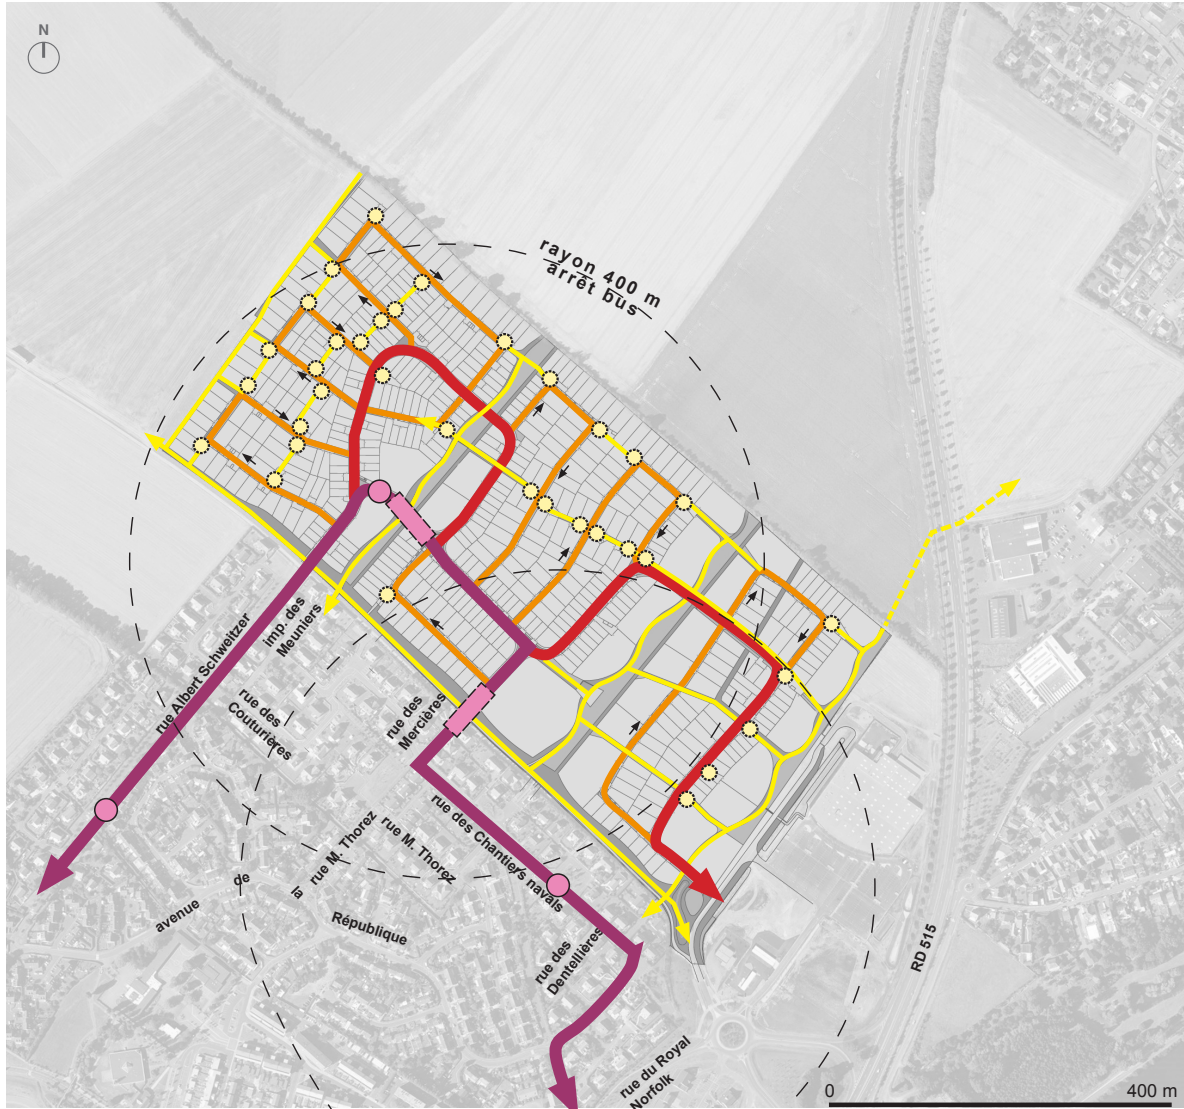 N
rayon 400 m
arrêt bus
rue Albert Schweitzer
imp. des
Meuniers
rue des
Couturières
rue des
Mercières
rue M. Thorez
rue M. Thorez
rue des Chantiers navals
avenue
de
la
République
rue des
Dentellières
rue du Royal
Norfolk
RD 515
0
400 m